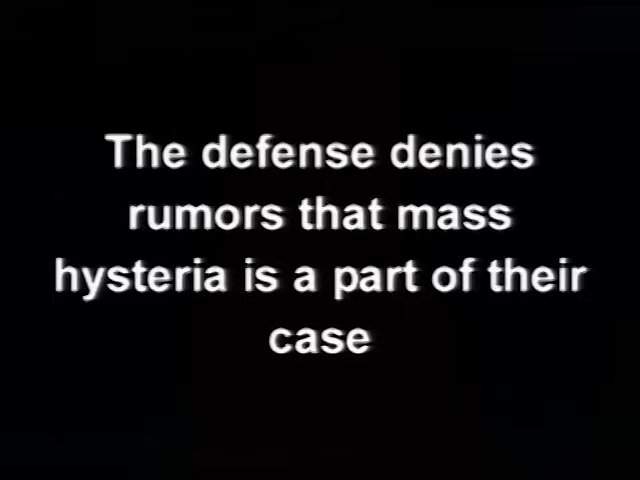 The defense denies
rumors that mass
hysteria is a part of their
case